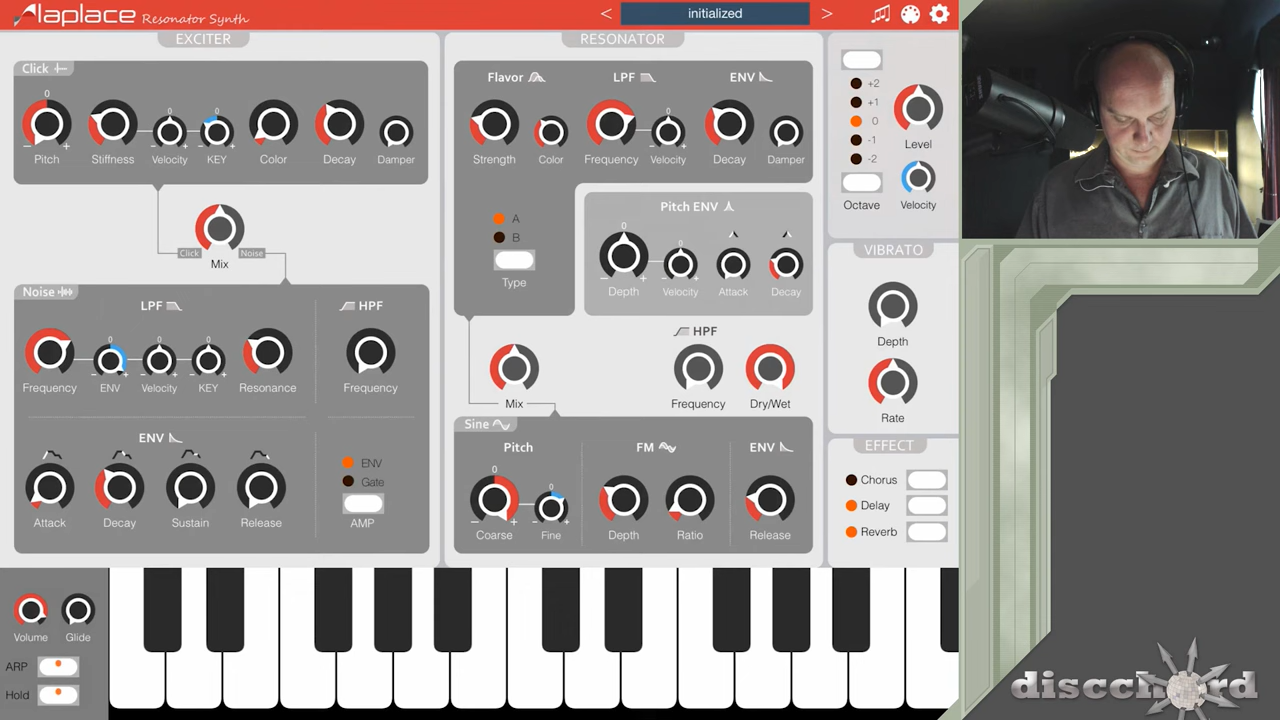 laplace Resonator Synth
< initialized >
EXCITER
Click
0
0
0
- Pitch +
Stiffness
- Velocity +
- KEY +
Color
Decay
Damper
Click
Noise
Mix
Noise
LPF
HPF
0
0
0
Frequency
- ENV +
- Velocity +
- KEY +
Resonance
Frequency
ENV
Attack
Decay
Sustain
Release
ENV
Gate
AMP
RESONATOR
Flavor
LPF
ENV
0
Strength
Color
Frequency
- Velocity +
Decay
Damper
A
B
Type
Pitch ENV
0
0
- Depth +
- Velocity +
Attack
Decay
Mix
HPF
Frequency
Dry/Wet
Sine
Pitch
FM
ENV
0
0
- Coarse +
- Fine +
Depth
Ratio
Release
+2
+1
0
-1
-2
Octave
Level
0
- Velocity +
VIBRATO
Depth
Rate
EFFECT
Chorus
Delay
Reverb
Volume
Glide
ARP
Hold
discchord